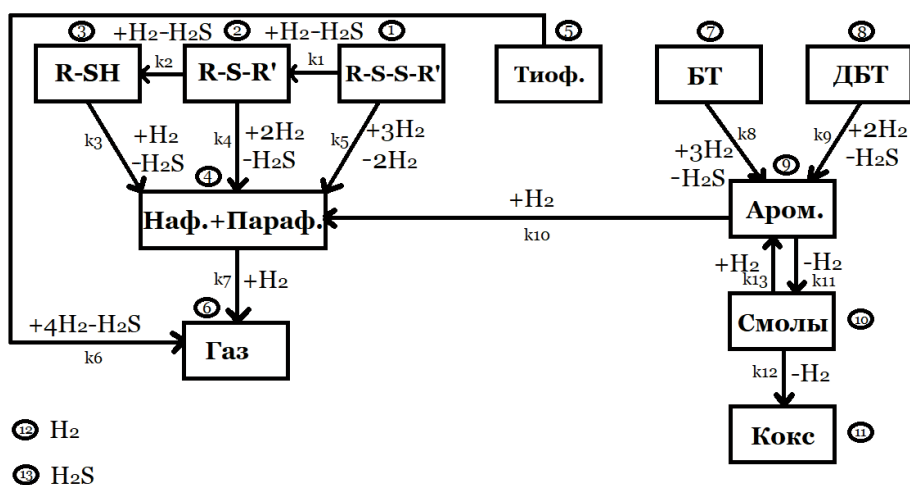 ③ +H2-H2S ② +H2-H2S ① ⑤ ⑦ ⑧
R-SH k2 R-S-R' k1 R-S-S-R' Тиоф. БТ ДБТ
k3 +H2 -H2S
k4 +2H2 -H2S
k5 +3H2 -2H2
k8 +3H2 -H2S
k9 +2H2 -H2S
④ Наф.+Параф.
+H2 k10
⑨ Аром.
k7 +H2
+H2 k13
-H2 k11
⑥ Газ
+4H2-H2S k6
Смолы ⑩
k12 -H2
Кокс ⑪
⑫ H2
⑬ H2S